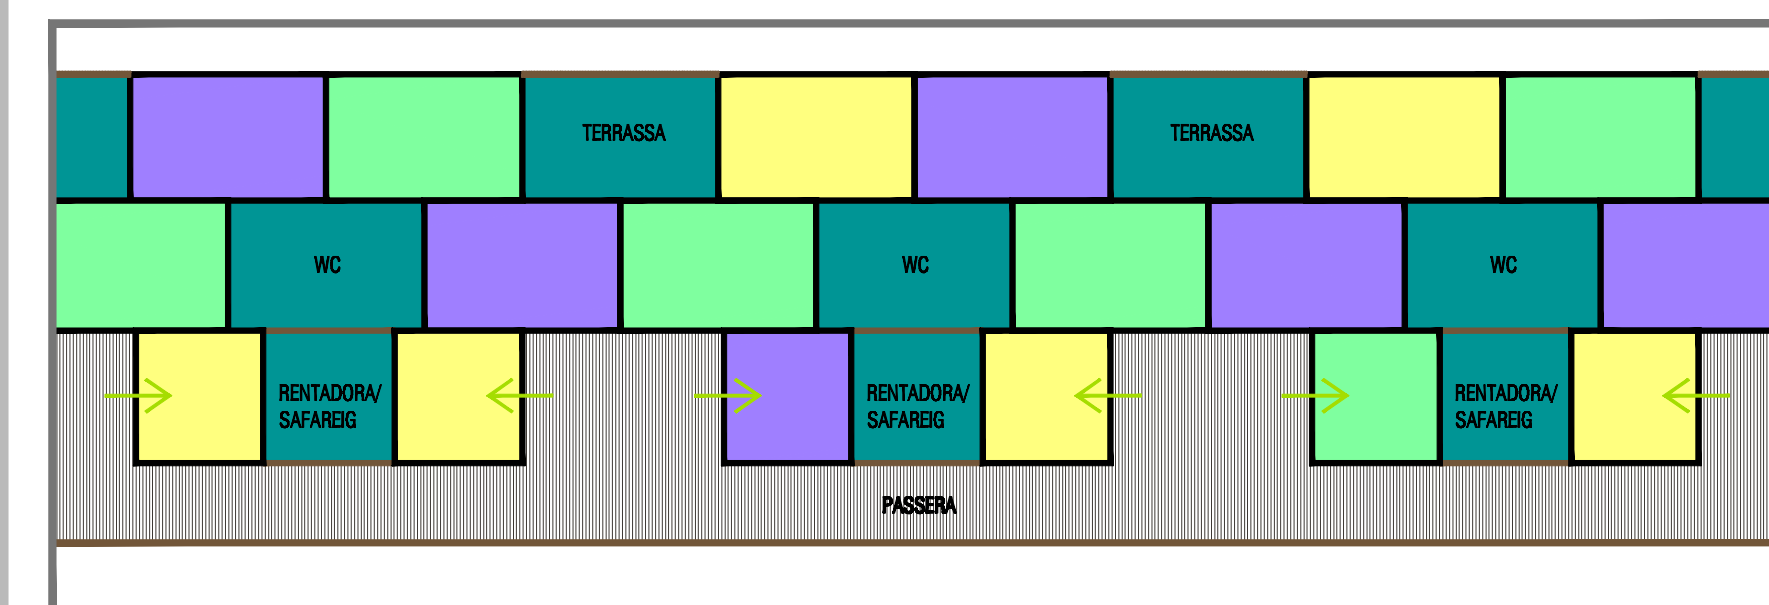 TERRASSA
TERRASSA
WC
WC
WC
RENTADORA/
SAFAREIG
RENTADORA/
SAFAREIG
RENTADORA/
SAFAREIG
PASSERA